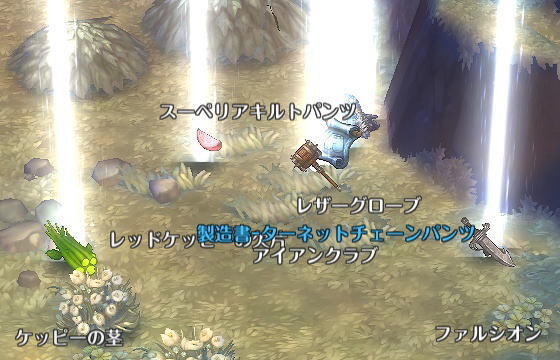 スーペリアキルトパンツ
レザーグローブ
製造書-ターネットチェーンパンツ
レッドケッピー
アイアンクラブ
ケッピーの茎
ファルシオン